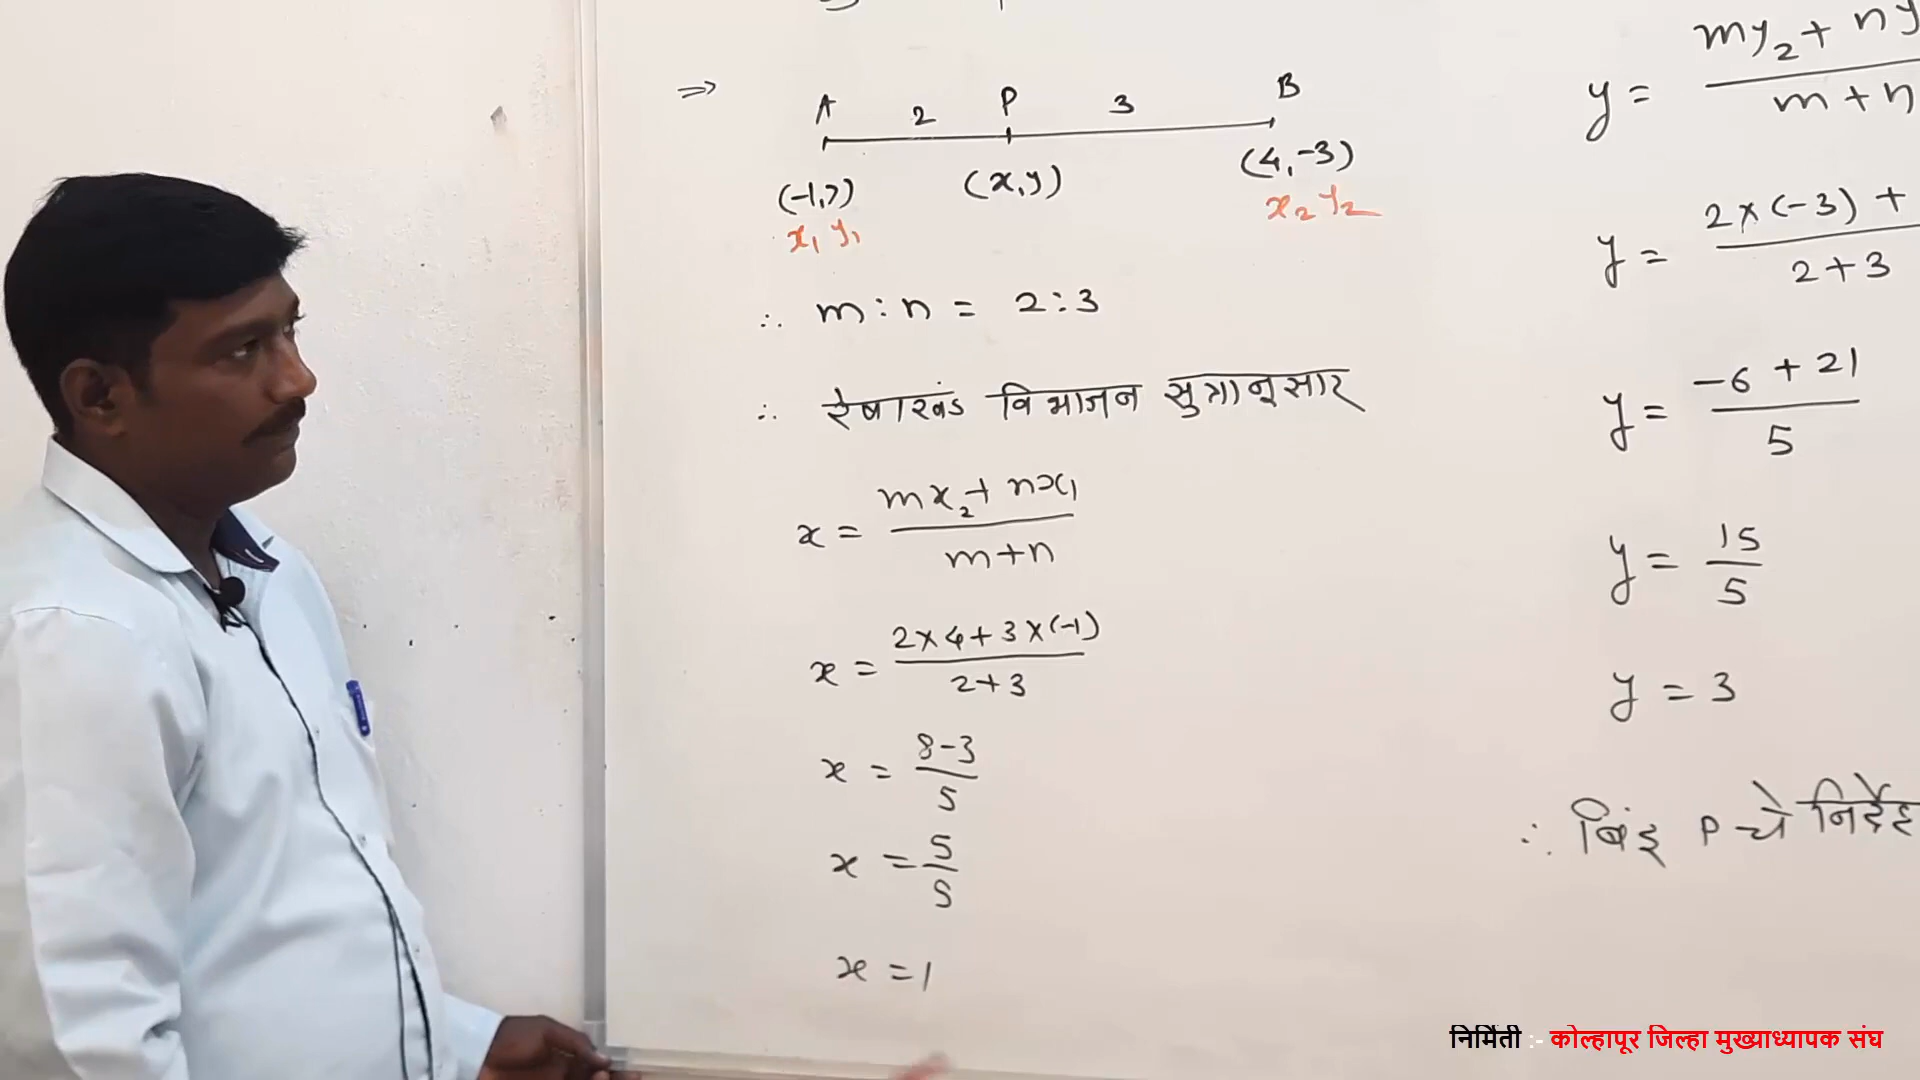 ⇒
A 2 P 3 B
(-1,7) (x,y) (4,-3)
x₁ y₁ x₂ y₂
∴ m : n = 2:3
∴ रेषाखंड विभाजन सुत्रानूसार
x = mx₂ + nx₁ / m+n
x = 2×4+3×(-1) / 2+3
x = 8-3 / 5
x = 5/5
x = 1
y = my₂ + ny / m+n
y = 2×(-3) + / 2+3
y = -6 + 21 / 5
y = 15/5
y = 3
∴ P चे
निर्मिती :- कोल्हापूर जिल्हा मुख्याध्यापक संघ